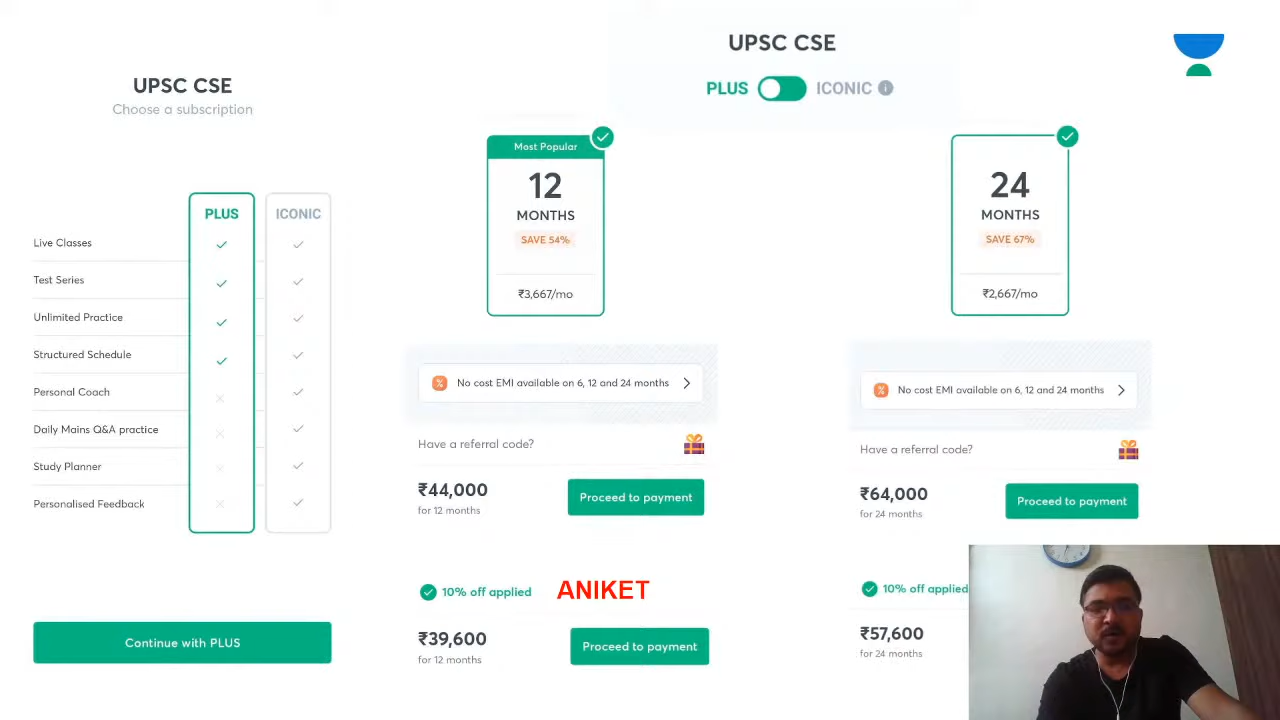 UPSC CSE
Choose a subscription
PLUS ICONIC
Live Classes
Test Series
Unlimited Practice
Structured Schedule
Personal Coach
Daily Mains Q&A practice
Study Planner
Personalised Feedback
Continue with PLUS
UPSC CSE
PLUS ICONIC
Most Popular
12
MONTHS
SAVE 54%
₹3,667/mo
No cost EMI available on 6, 12 and 24 months
Have a referral code?
₹44,000
for 12 months
Proceed to payment
10% off applied
ANIKET
₹39,600
for 12 months
Proceed to payment
24
MONTHS
SAVE 67%
₹2,667/mo
No cost EMI available on 6, 12 and 24 months
Have a referral code?
₹64,000
for 24 months
Proceed to payment
10% off applied
₹57,600
for 24 months